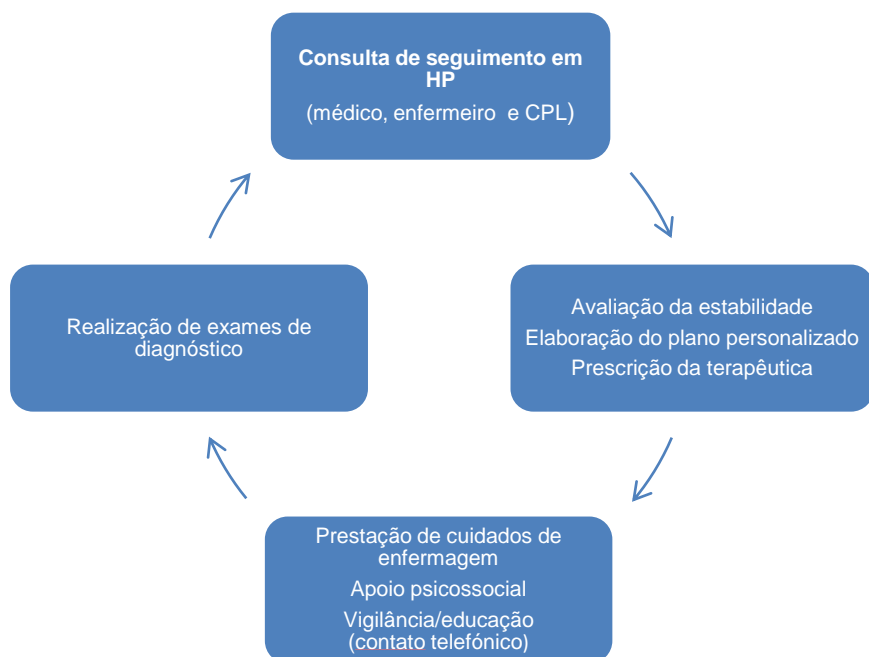 Consulta de seguimento em
HP
(médico, enfermeiro e CPL)
Avaliação da estabilidade
Elaboração do plano personalizado
Prescrição da terapêutica
Prestação de cuidados de
enfermagem
Apoio psicossocial
Vigilância/educação
(contato telefónico)
Realização de exames de
diagnóstico